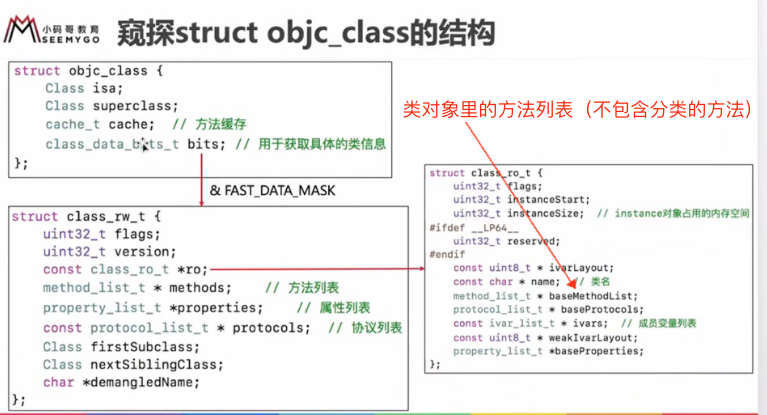 小码哥教育
SEEMYGO
窥探struct objc_class的结构
struct objc_class {
Class isa;
Class superclass;
cache_t cache; // 方法缓存
class_data_bits_t bits; // 用于获取具体的类信息
};
& FAST_DATA_MASK
struct class_rw_t {
uint32_t flags;
uint32_t version;
const class_ro_t *ro;
method_list_t * methods; // 方法列表
property_list_t *properties; // 属性列表
const protocol_list_t * protocols; // 协议列表
Class firstSubclass;
Class nextSiblingClass;
char *demangledName;
};
类对象里的方法列表（不包含分类的方法）
struct class_ro_t {
uint32_t flags;
uint32_t instanceStart;
uint32_t instanceSize; // instance对象占用的内存空间
#ifdef __LP64__
uint32_t reserved;
#endif
const uint8_t * ivarLayout;
const char * name; // 类名
method_list_t * baseMethodList;
protocol_list_t * baseProtocols;
const ivar_list_t * ivars; // 成员变量列表
const uint8_t * weakIvarLayout;
property_list_t *baseProperties;
};